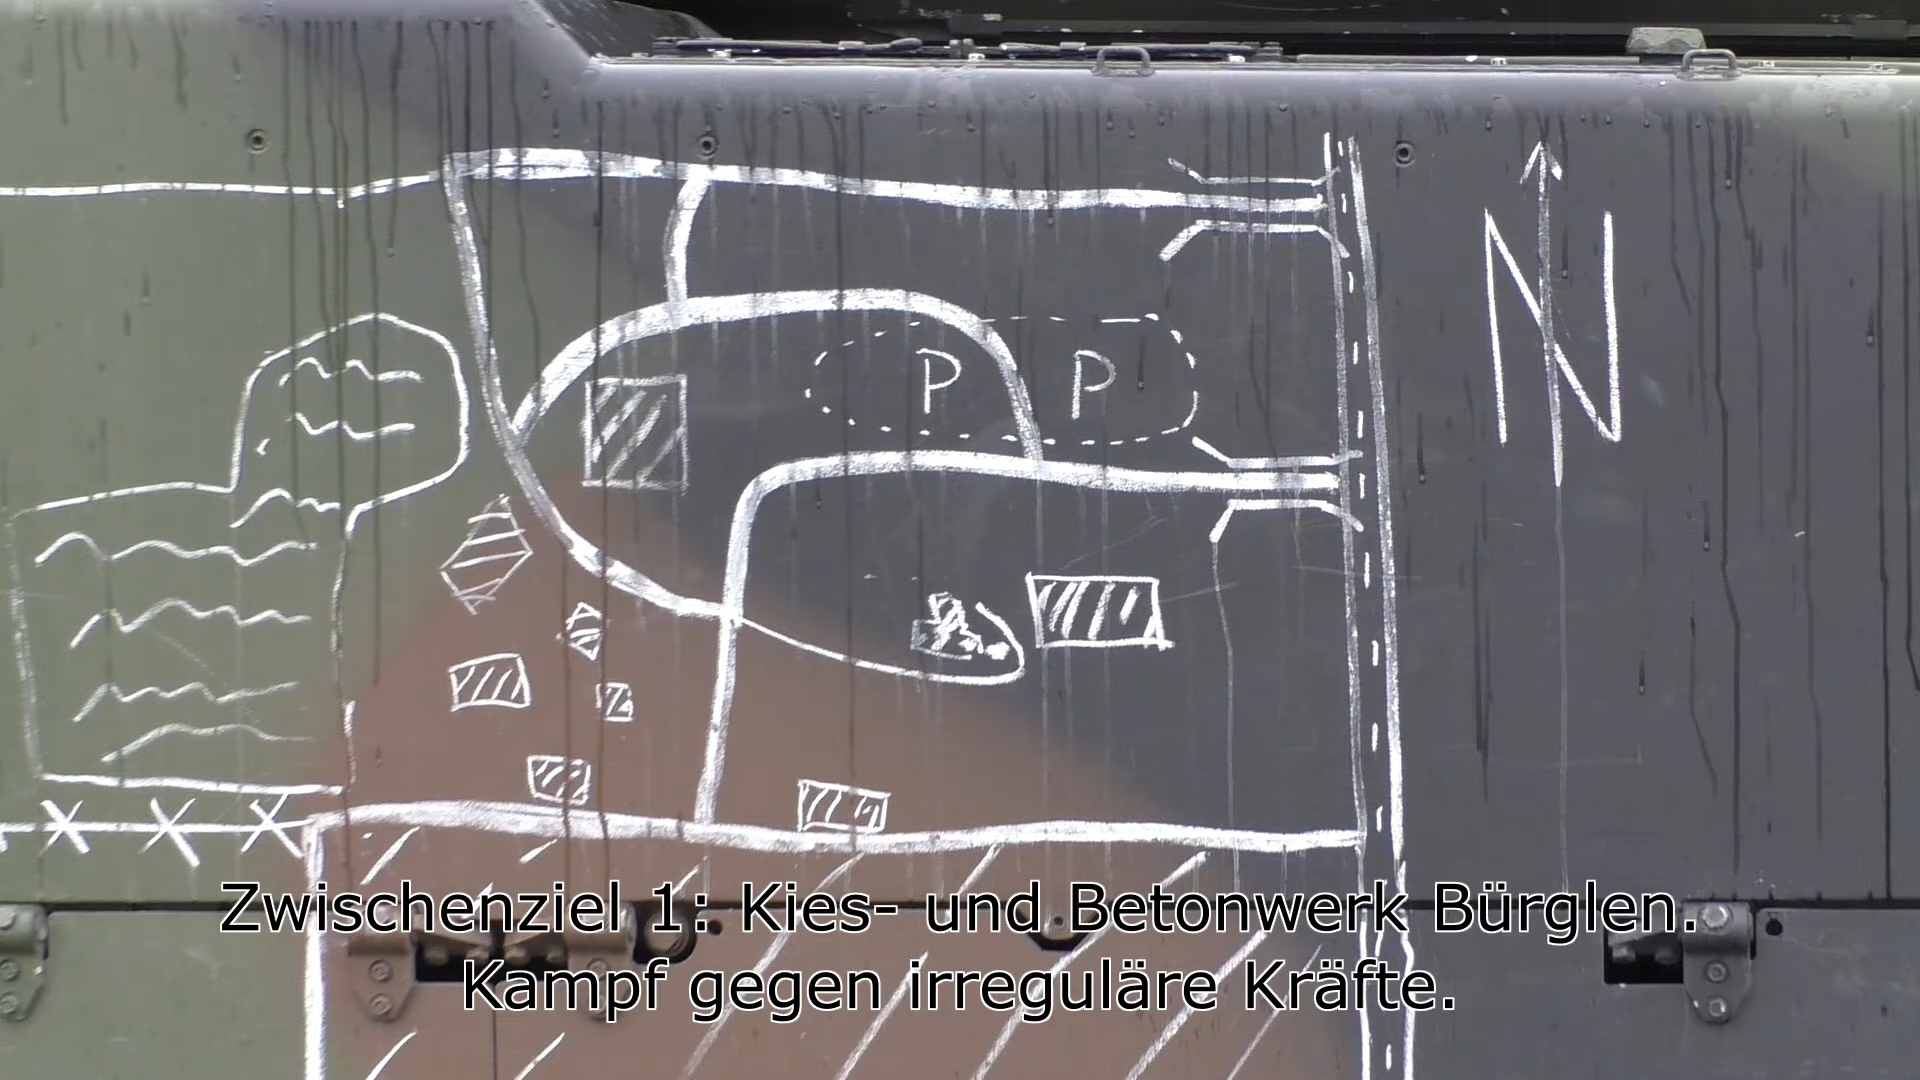 N
P P
Zwischenziel 1: Kies- und Betonwerk Bürglen.
Kampf gegen irreguläre Kräfte.